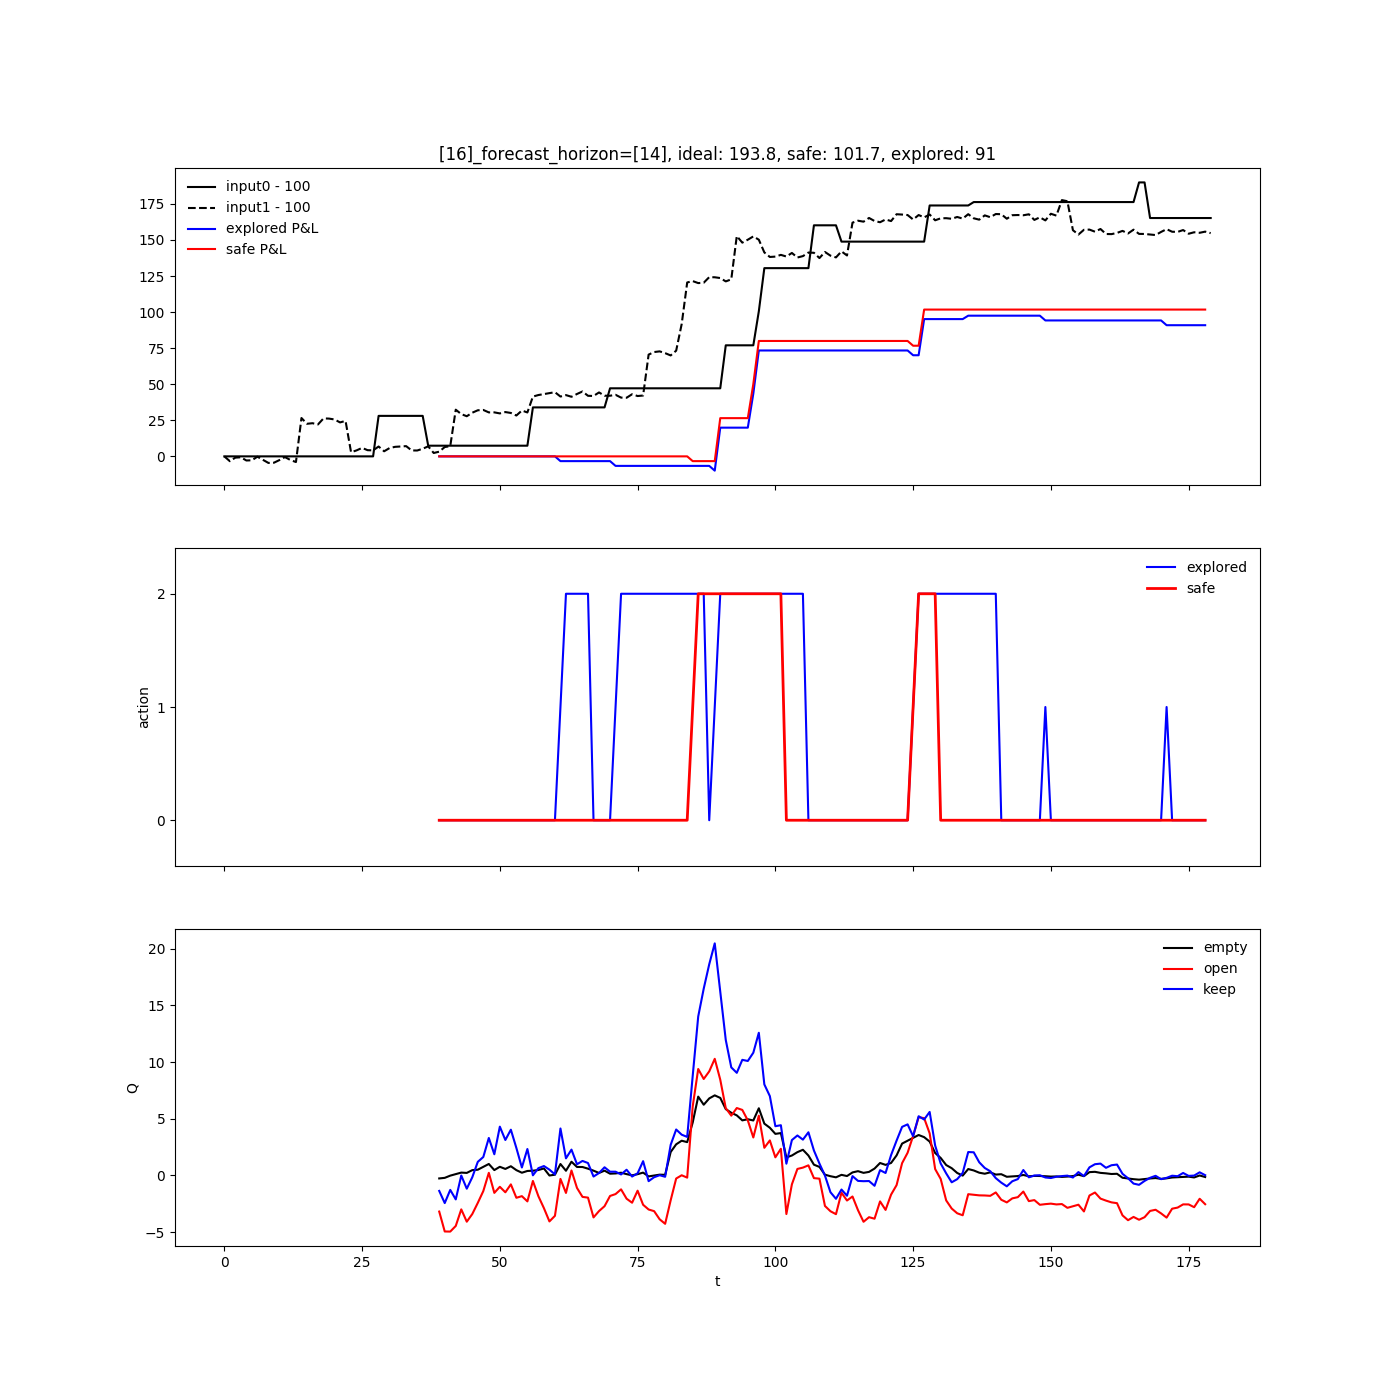 [16]_forecast_horizon=[14], ideal: 193.8, safe: 101.7, explored: 91
input0 - 100
input1 - 100
explored P&L
safe P&L
175
150
125
100
75
50
25
0
explored
safe
action
2
1
0
empty
open
keep
Q
20
15
10
5
0
−5
0 25 50 75 100 125 150 175
t